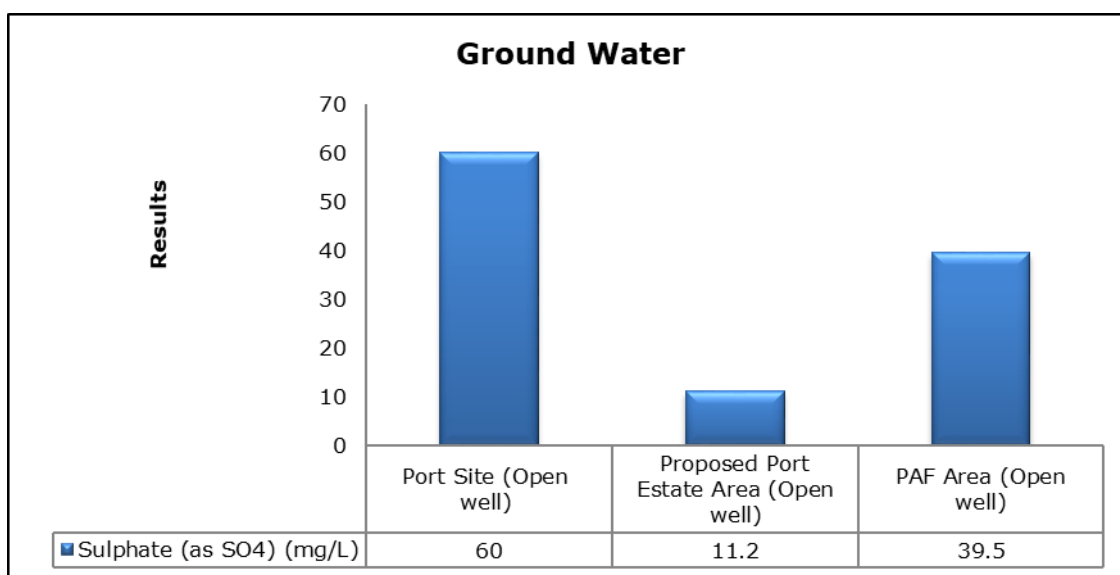 Ground Water
Results
70
60
50
40
30
20
10
0
Port Site (Open
well)
Proposed Port
Estate Area (Open
well)
PAF Area (Open
well)
Sulphate (as SO4) (mg/L)
60
11.2
39.5